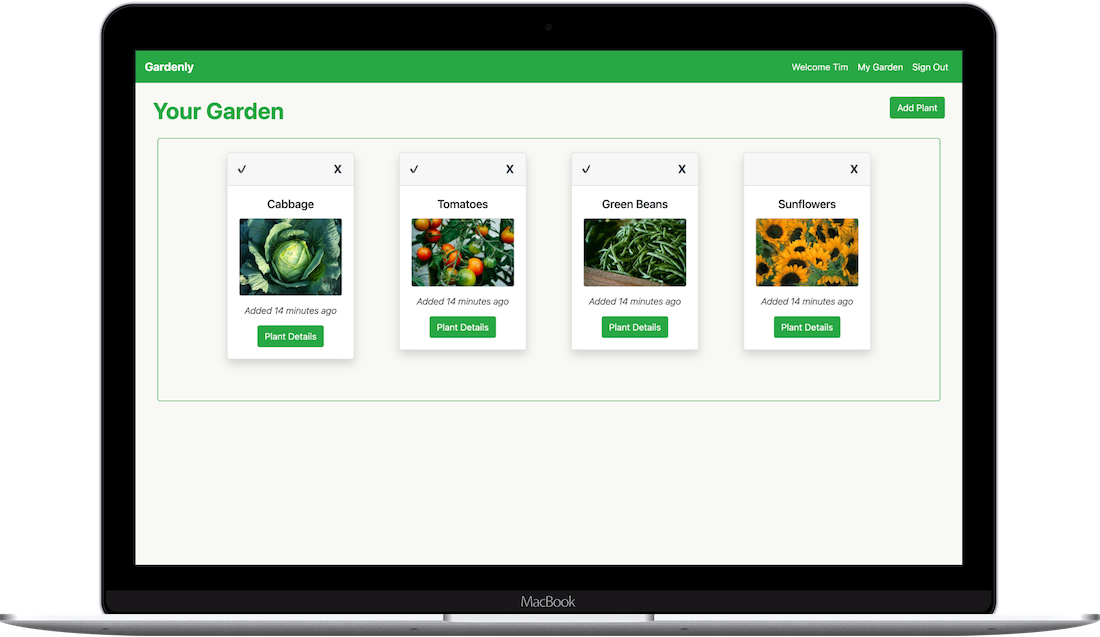 Gardenly
Welcome Tim My Garden Sign Out
Your Garden
Add Plant
✓ X
Cabbage
Added 14 minutes ago
Plant Details
✓ X
Tomatoes
Added 14 minutes ago
Plant Details
✓ X
Green Beans
Added 14 minutes ago
Plant Details
X
Sunflowers
Added 14 minutes ago
Plant Details
MacBook